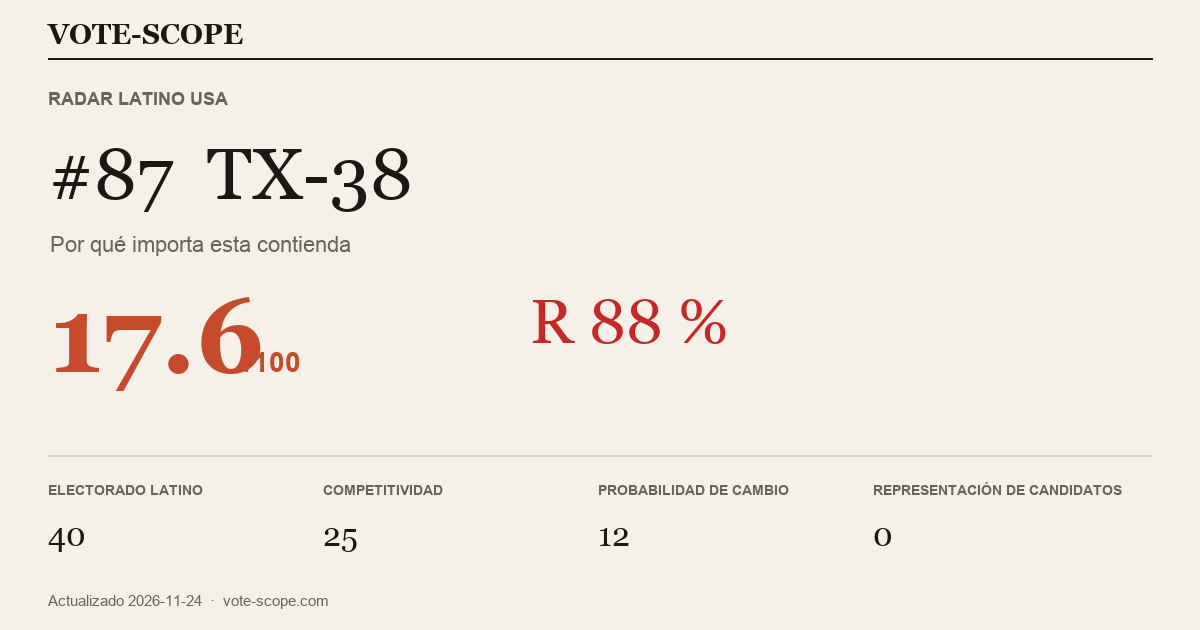 VOTE-SCOPE
RADAR LATINO USA
#87 TX-38
Por qué importa esta contienda
17.6/100
R 88 %
ELECTORADO LATINO
COMPETITIVIDAD
PROBABILIDAD DE CAMBIO
REPRESENTACIÓN DE CANDIDATOS
40
25
12
0
Actualizado 2026-11-24 · vote-scope.com